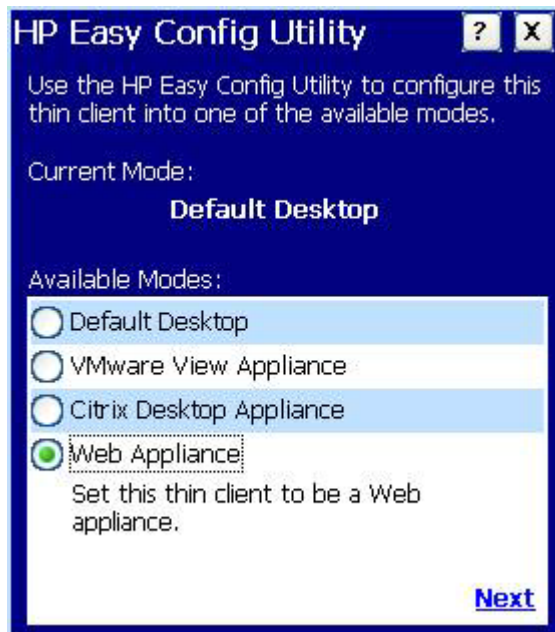 HP Easy Config Utility ? X
Use the HP Easy Config Utility to configure this
thin client into one of the available modes.
Current Mode:
Default Desktop
Available Modes:
Default Desktop
VMware View Appliance
Citrix Desktop Appliance
Web Appliance
Set this thin client to be a Web
appliance.
Next